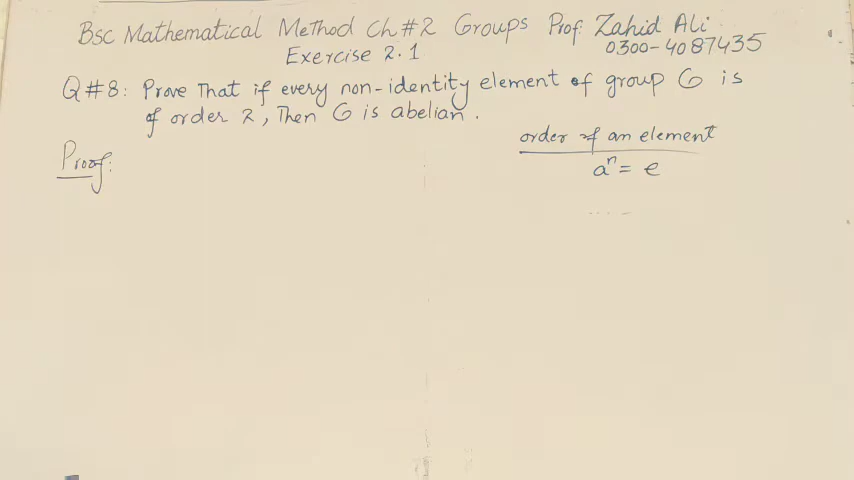 Bsc Mathematical Method Ch # 2 Groups Prof. Zahid Ali
0300-4087435
Exercise 2.1
Q # 8: Prove That if every non-identity element of group G is
of order 2, Then G is abelian.
order of an element
Proof:
aⁿ = e